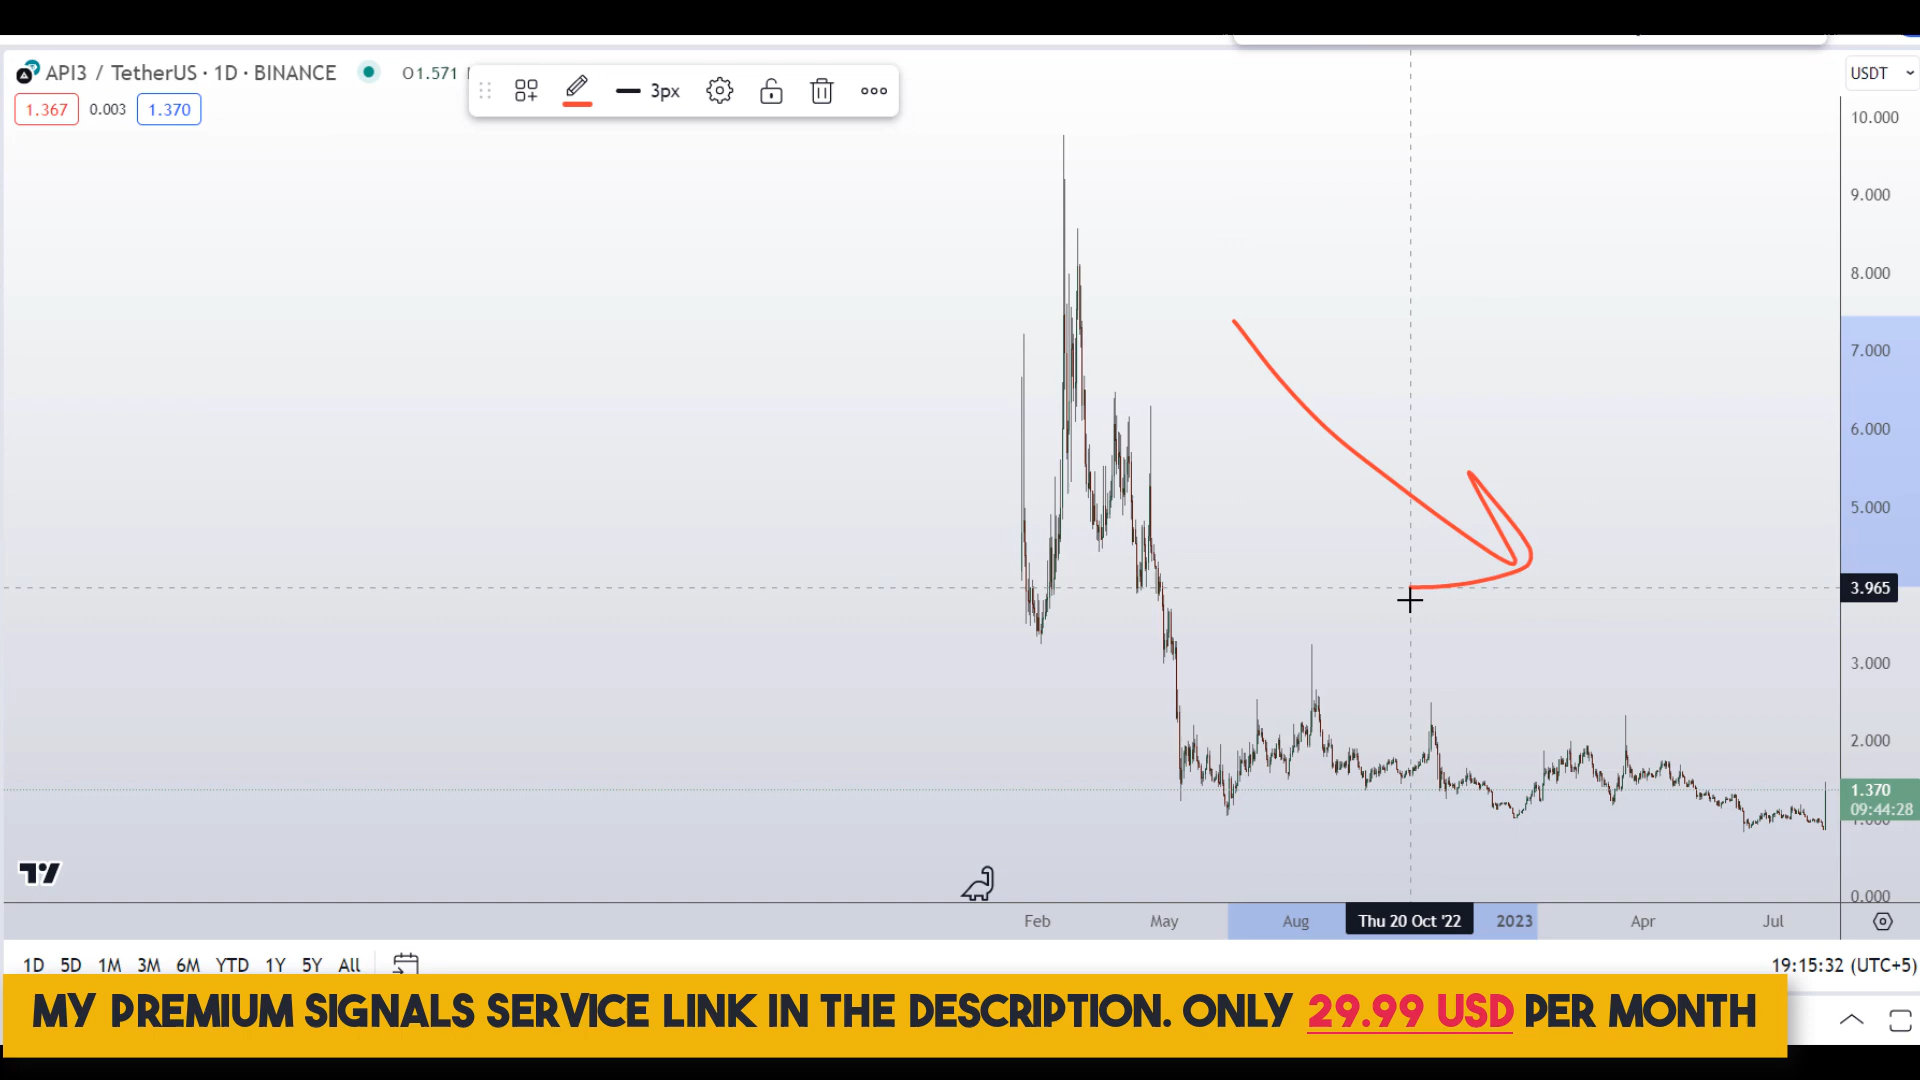 API3 / TetherUS · 1D · BINANCE
O1.571
1.367 0.003 1.370
3px
USDT
10.000
9.000
8.000
7.000
6.000
5.000
3.965
3.000
2.000
1.370
09:44:28
0.000
Feb May Aug Thu 20 Oct '22 2023 Apr Jul
1D 5D 1M 3M 6M YTD 1Y 5Y All
19:15:32 (UTC+5)
MY PREMIUM SIGNALS SERVICE LINK IN THE DESCRIPTION. ONLY 29.99 USD PER MONTH